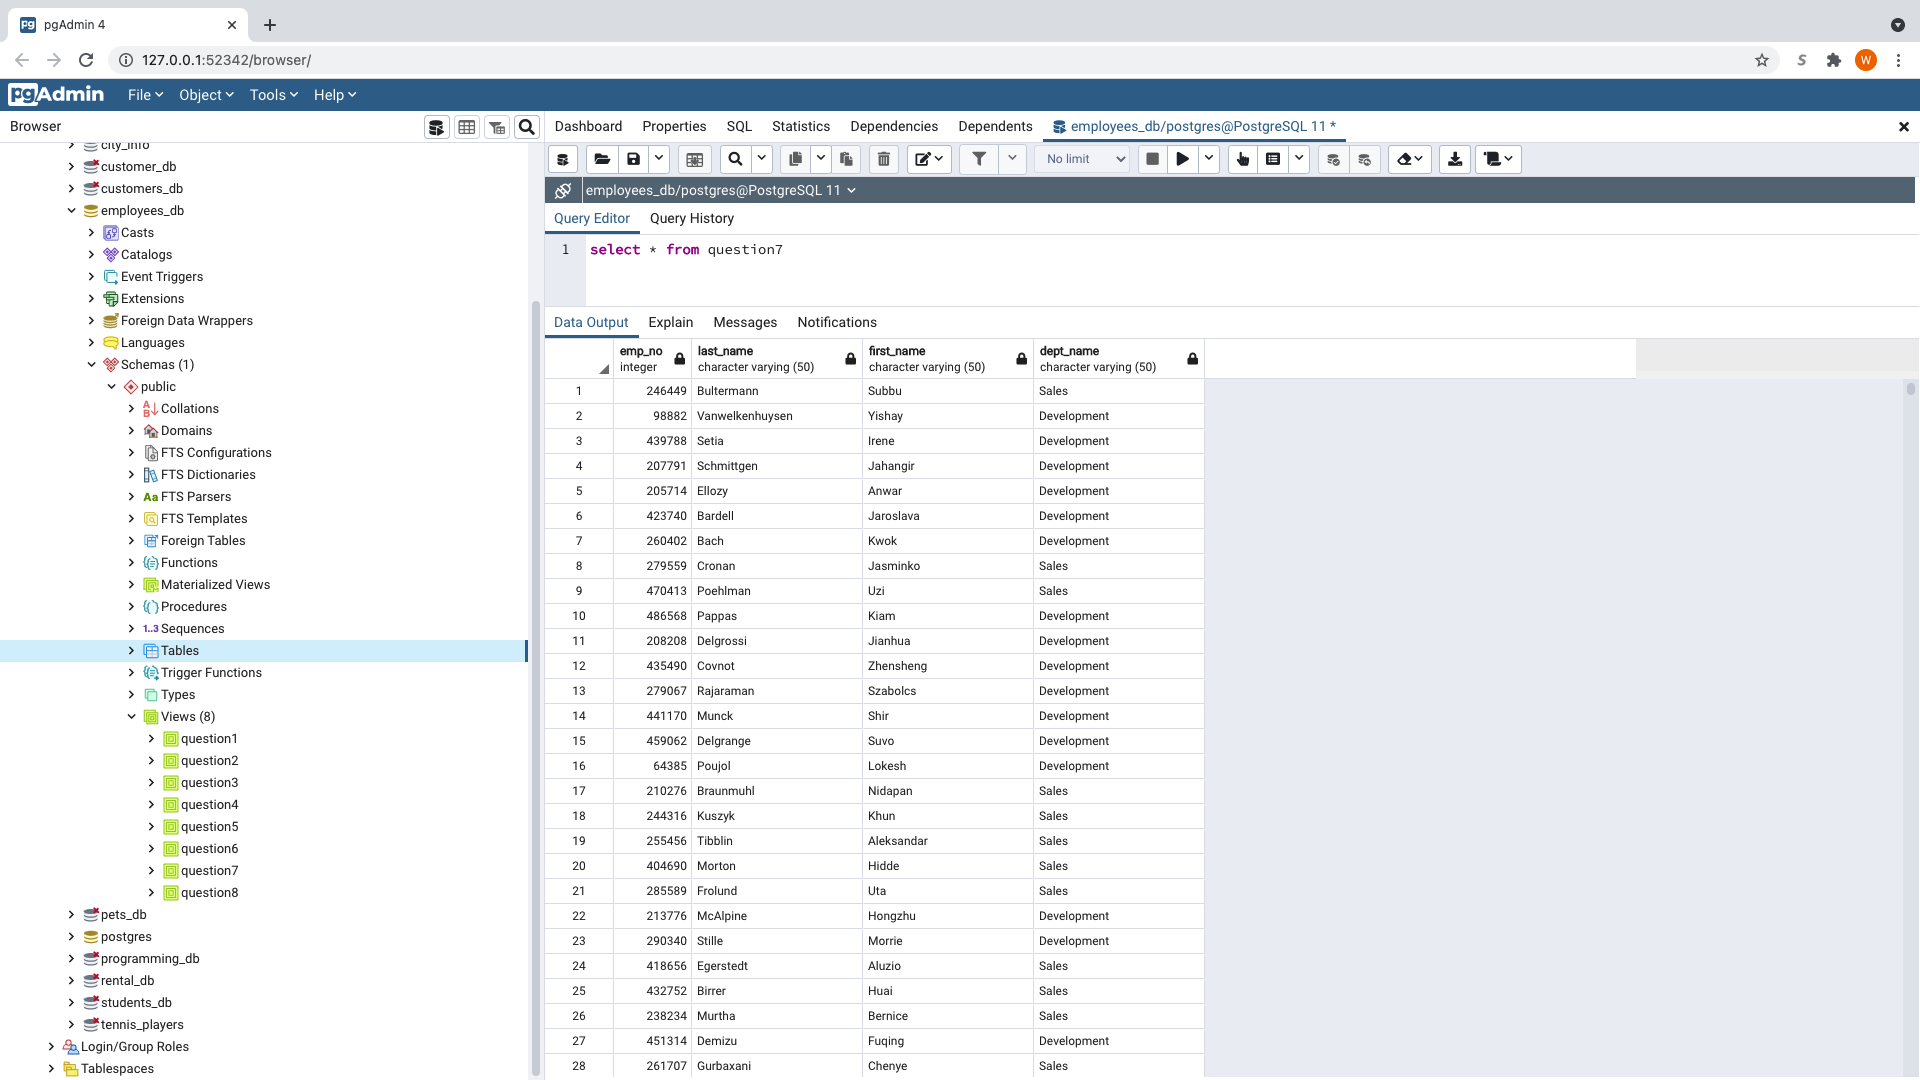 pgAdmin 4
127.0.0.1:52342/browser/
S
W
pgAdmin
File
Object
Tools
Help
Browser
city_info
customer_db
customers_db
employees_db
Casts
Catalogs
Event Triggers
Extensions
Foreign Data Wrappers
Languages
Schemas (1)
public
Collations
Domains
FTS Configurations
FTS Dictionaries
Aa FTS Parsers
FTS Templates
Foreign Tables
Functions
Materialized Views
Procedures
1..3 Sequences
Tables
Trigger Functions
Types
Views (8)
question1
question2
question3
question4
question5
question6
question7
question8
pets_db
postgres
programming_db
rental_db
students_db
tennis_players
Login/Group Roles
Tablespaces
Dashboard Properties SQL Statistics Dependencies Dependents employees_db/postgres@PostgreSQL 11 *
No limit
employees_db/postgres@PostgreSQL 11
Query Editor Query History
1 select * from question7
Data Output Explain Messages Notifications
emp_no last_name first_name dept_name
integer character varying (50) character varying (50) character varying (50)
1 246449 Bultermann Subbu Sales
2 98882 Vanwelkenhuysen Yishay Development
3 439788 Setia Irene Development
4 207791 Schmittgen Jahangir Development
5 205714 Ellozy Anwar Development
6 423740 Bardell Jaroslava Development
7 260402 Bach Kwok Development
8 279559 Cronan Jasminko Sales
9 470413 Poehlman Uzi Sales
10 486568 Pappas Kiam Development
11 208208 Delgrossi Jianhua Development
12 435490 Covnot Zhensheng Development
13 279067 Rajaraman Szabolcs Development
14 441170 Munck Shir Development
15 459062 Delgrange Suvo Development
16 64385 Poujol Lokesh Development
17 210276 Braunmuhl Nidapan Sales
18 244316 Kuszyk Khun Sales
19 255456 Tibblin Aleksandar Sales
20 404690 Morton Hidde Sales
21 285589 Frolund Uta Sales
22 213776 McAlpine Hongzhu Development
23 290340 Stille Morrie Development
24 418656 Egerstedt Aluzio Sales
25 432752 Birrer Huai Sales
26 238234 Murtha Bernice Sales
27 451314 Demizu Fuqing Development
28 261707 Gurbaxani Chenye Sales